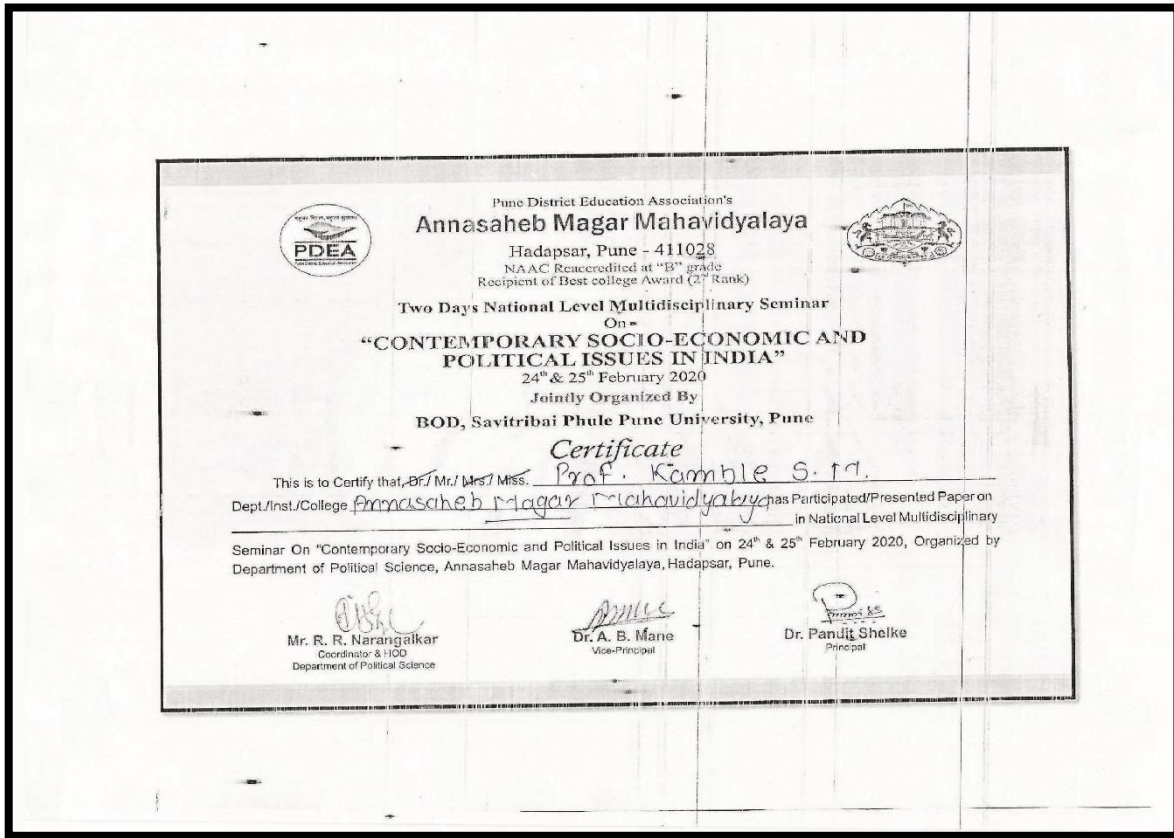 Pune District Education Association's
Annasaheb Magar Mahavidyalaya
Hadapsar, Pune - 411028
NAAC Reaccredited at "B" grade
Recipient of Best college Award (2nd Rank)
PDEA
Two Days National Level Multidisciplinary Seminar
On -
"CONTEMPORARY SOCIO-ECONOMIC AND
POLITICAL ISSUES IN INDIA"
24th & 25th February 2020
Jointly Organized By
BOD, Savitribai Phule Pune University, Pune
Certificate
This is to Certify that, Dr./ Mr./ Mrs./ Miss. Prof. Kamble S. M.
Dept./Inst./College Annasaheb Magar Mahavidyalaya has Participated/Presented Paper on
in National Level Multidisciplinary
Seminar On "Contemporary Socio-Economic and Political Issues in India" on 24th & 25th February 2020, Organized by
Department of Political Science, Annasaheb Magar Mahavidyalaya, Hadapsar, Pune.
Mr. R. R. Narangalkar
Coordinator & HOD
Department of Political Science
Dr. A. B. Mane
Vice-Principal
Dr. Pandit Shelke
Principal